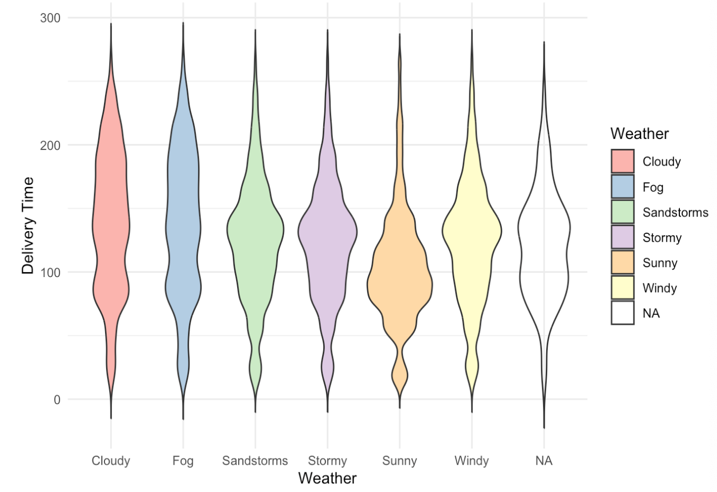 300
200
100
0
Delivery Time
Cloudy Fog Sandstorms Stormy Sunny Windy NA
Weather
Weather
Cloudy
Fog
Sandstorms
Stormy
Sunny
Windy
NA